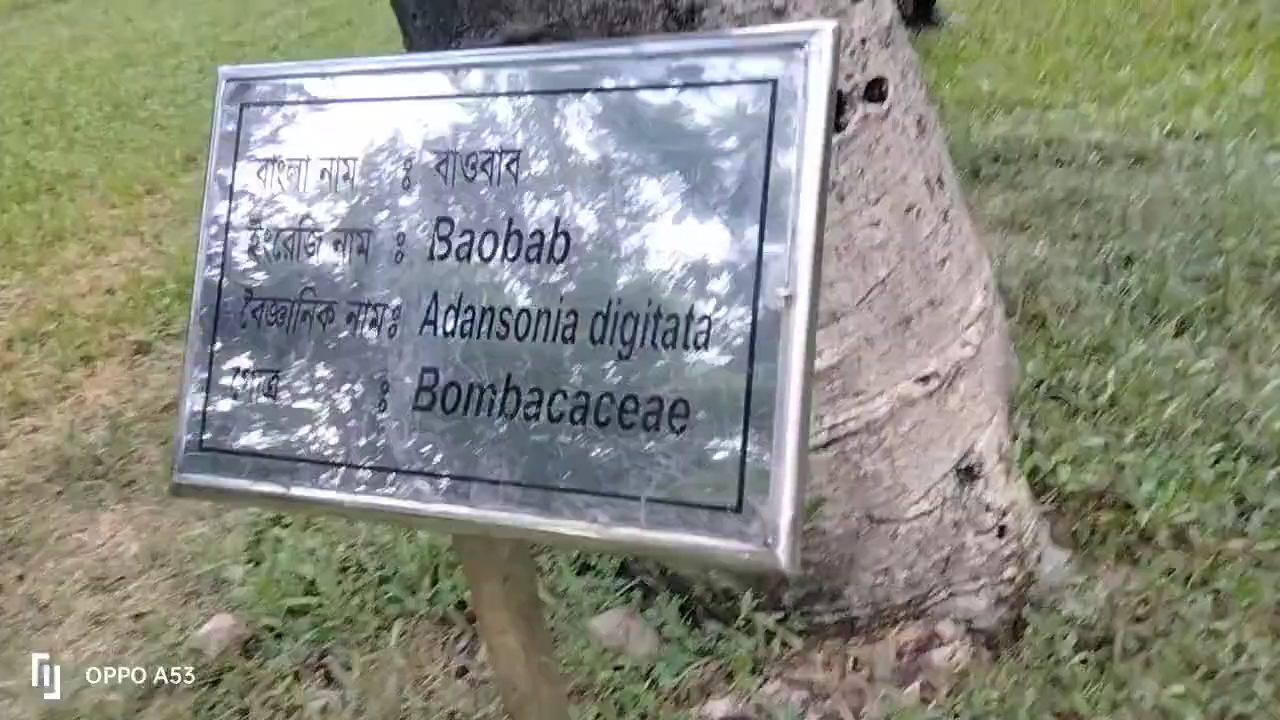 বাংলা নাম : বাওবাব
ইংরেজি নাম : Baobab
বৈজ্ঞানিক নাম: Adansonia digitata
গোত্র : Bombacaceae
OPPO A53